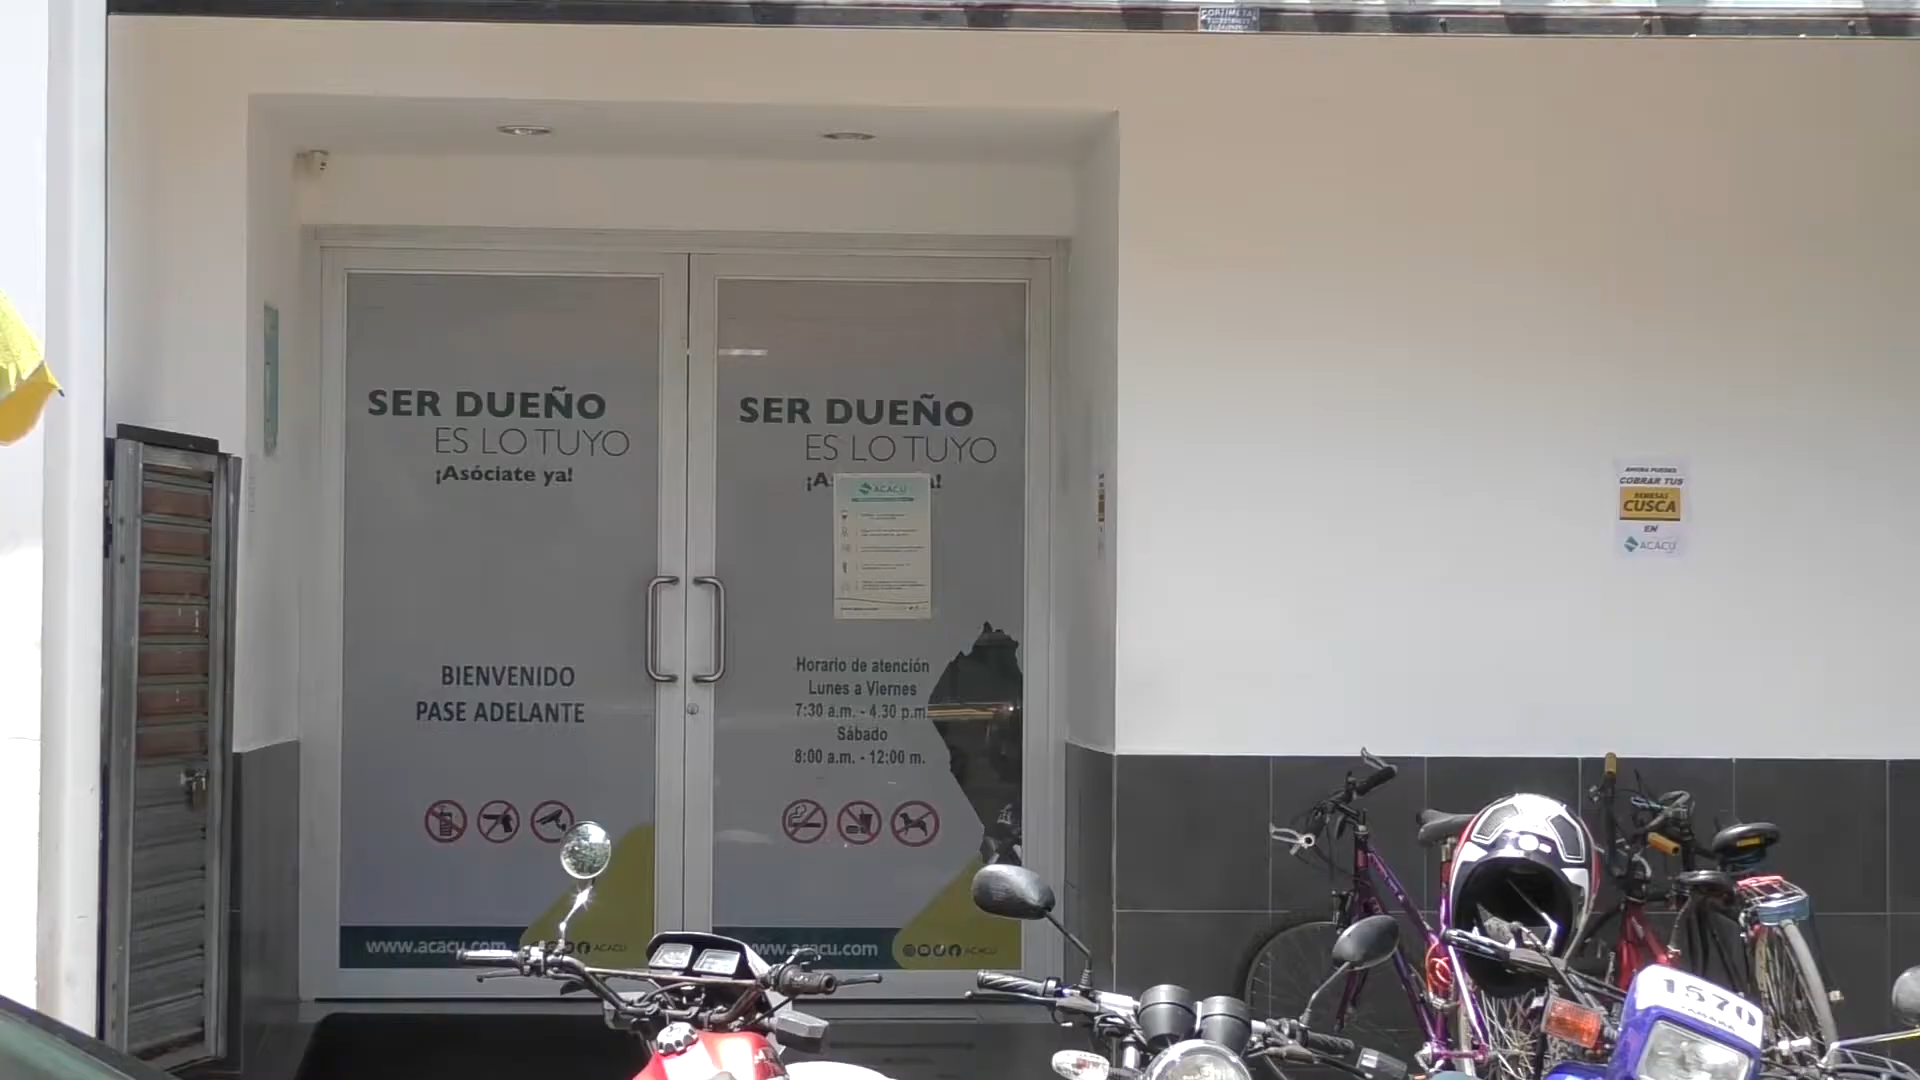 SER DUEÑO
ES LO TUYO
¡Asóciate ya!
BIENVENIDO
PASE ADELANTE
www.acacu.com
ACACU
SER DUEÑO
ES LO TUYO
ACACU
Horario de atención
Lunes a Viernes
7:30 a.m. - 4.30 p.m
Sábado
8:00 a.m. - 12:00 m.
www.acacu.com
ACACU
AHORA PUEDES
COBRAR TUS
REMESAS
CUSCA
EN
ACACU
1570